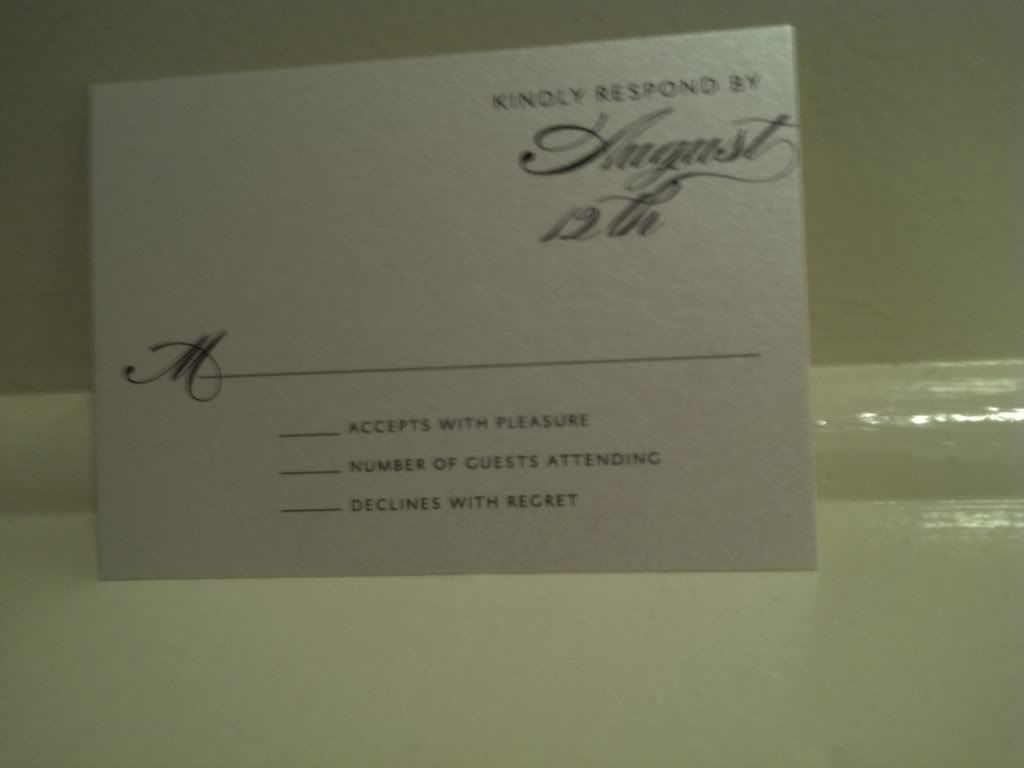 KINDLY RESPOND BY
August
12th
M
ACCEPTS WITH PLEASURE
NUMBER OF GUESTS ATTENDING
DECLINES WITH REGRET